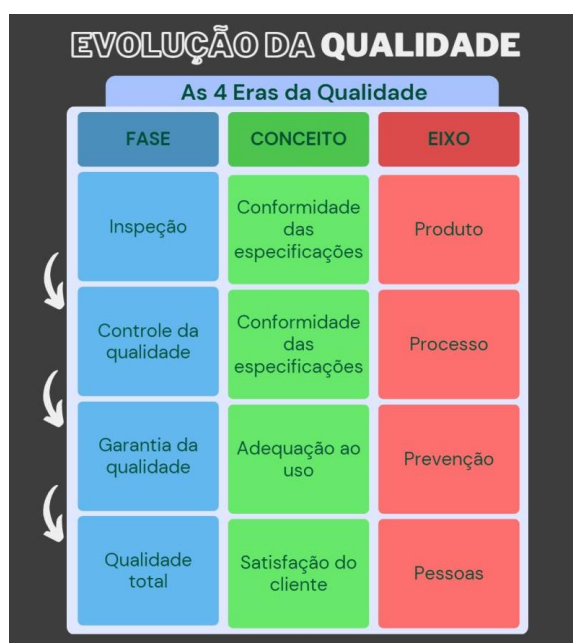 EVOLUÇÃO DA QUALIDADE
As 4 Eras da Qualidade
FASE CONCEITO EIXO
Inspeção
Conformidade
das
especificações
Produto
Controle da
qualidade
Conformidade
das
especificações
Processo
Garantia da
qualidade
Adequação ao
uso
Prevenção
Qualidade
total
Satisfação do
cliente
Pessoas